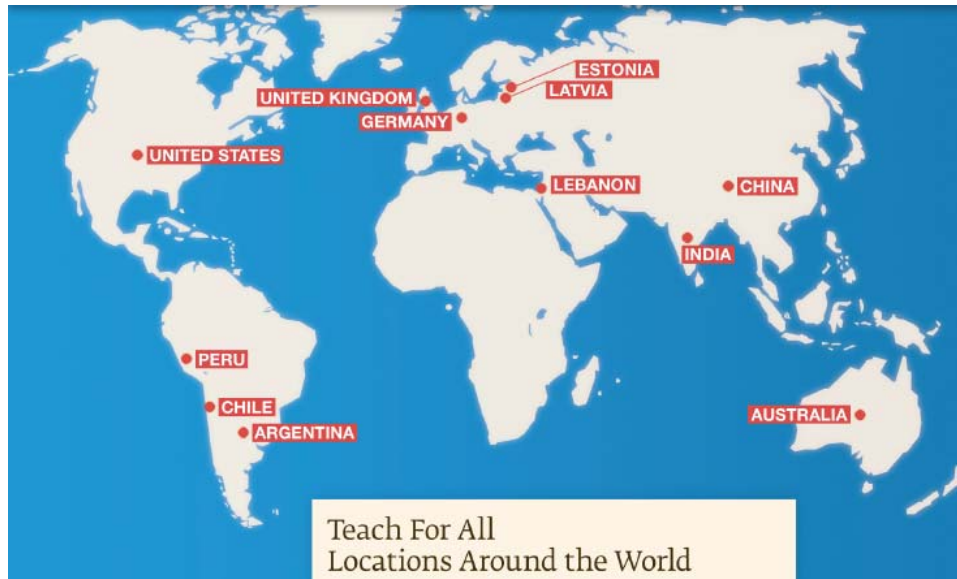 ESTONIA
LATVIA
UNITED KINGDOM
GERMANY
UNITED STATES
LEBANON
CHINA
INDIA
PERU
CHILE
AUSTRALIA
ARGENTINA
Teach For All
Locations Around the World